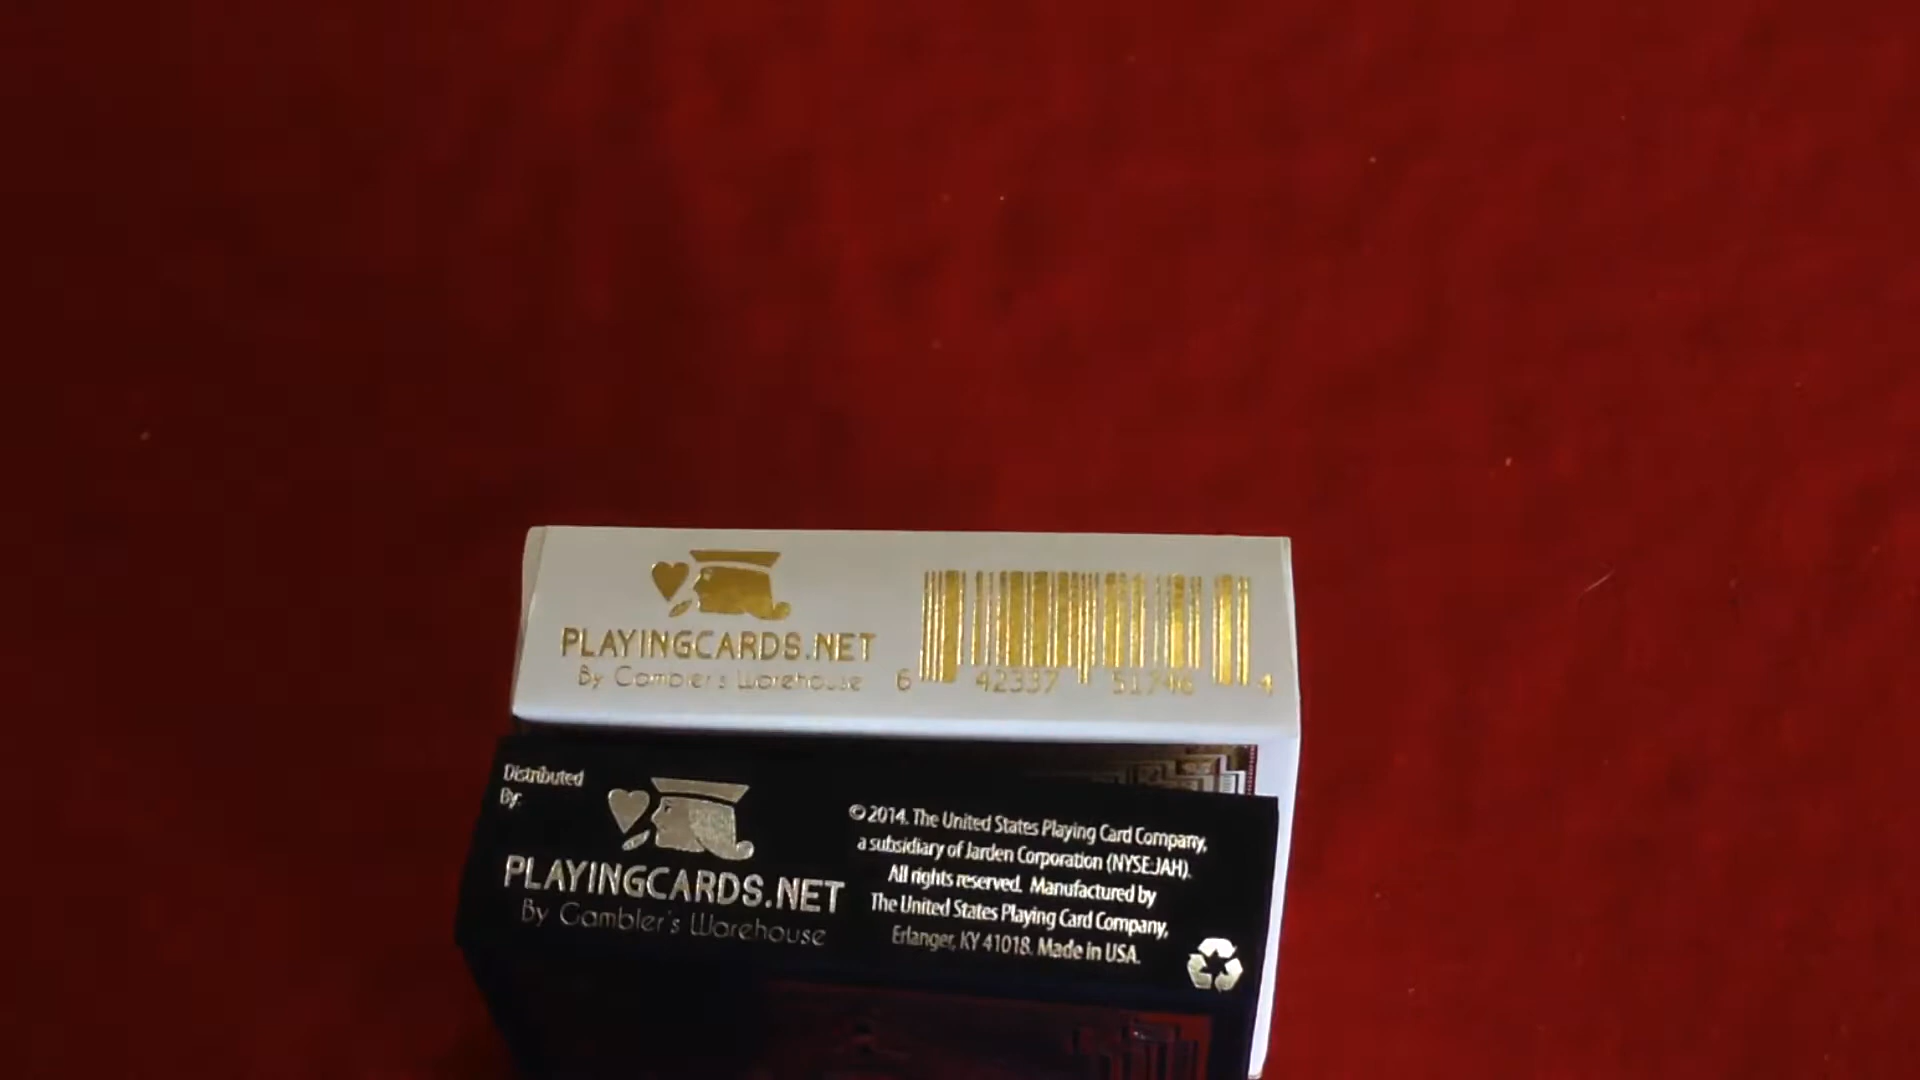 PLAYINGCARDS.NET
By Gambler's Warehouse
6 42337 51746 4
Distributed
By:
PLAYINGCARDS.NET
By Gambler's Warehouse
© 2014. The United States Playing Card Company,
a subsidiary of Jarden Corporation (NYSE:JAH).
All rights reserved. Manufactured by
The United States Playing Card Company,
Erlanger, KY 41018. Made in USA.